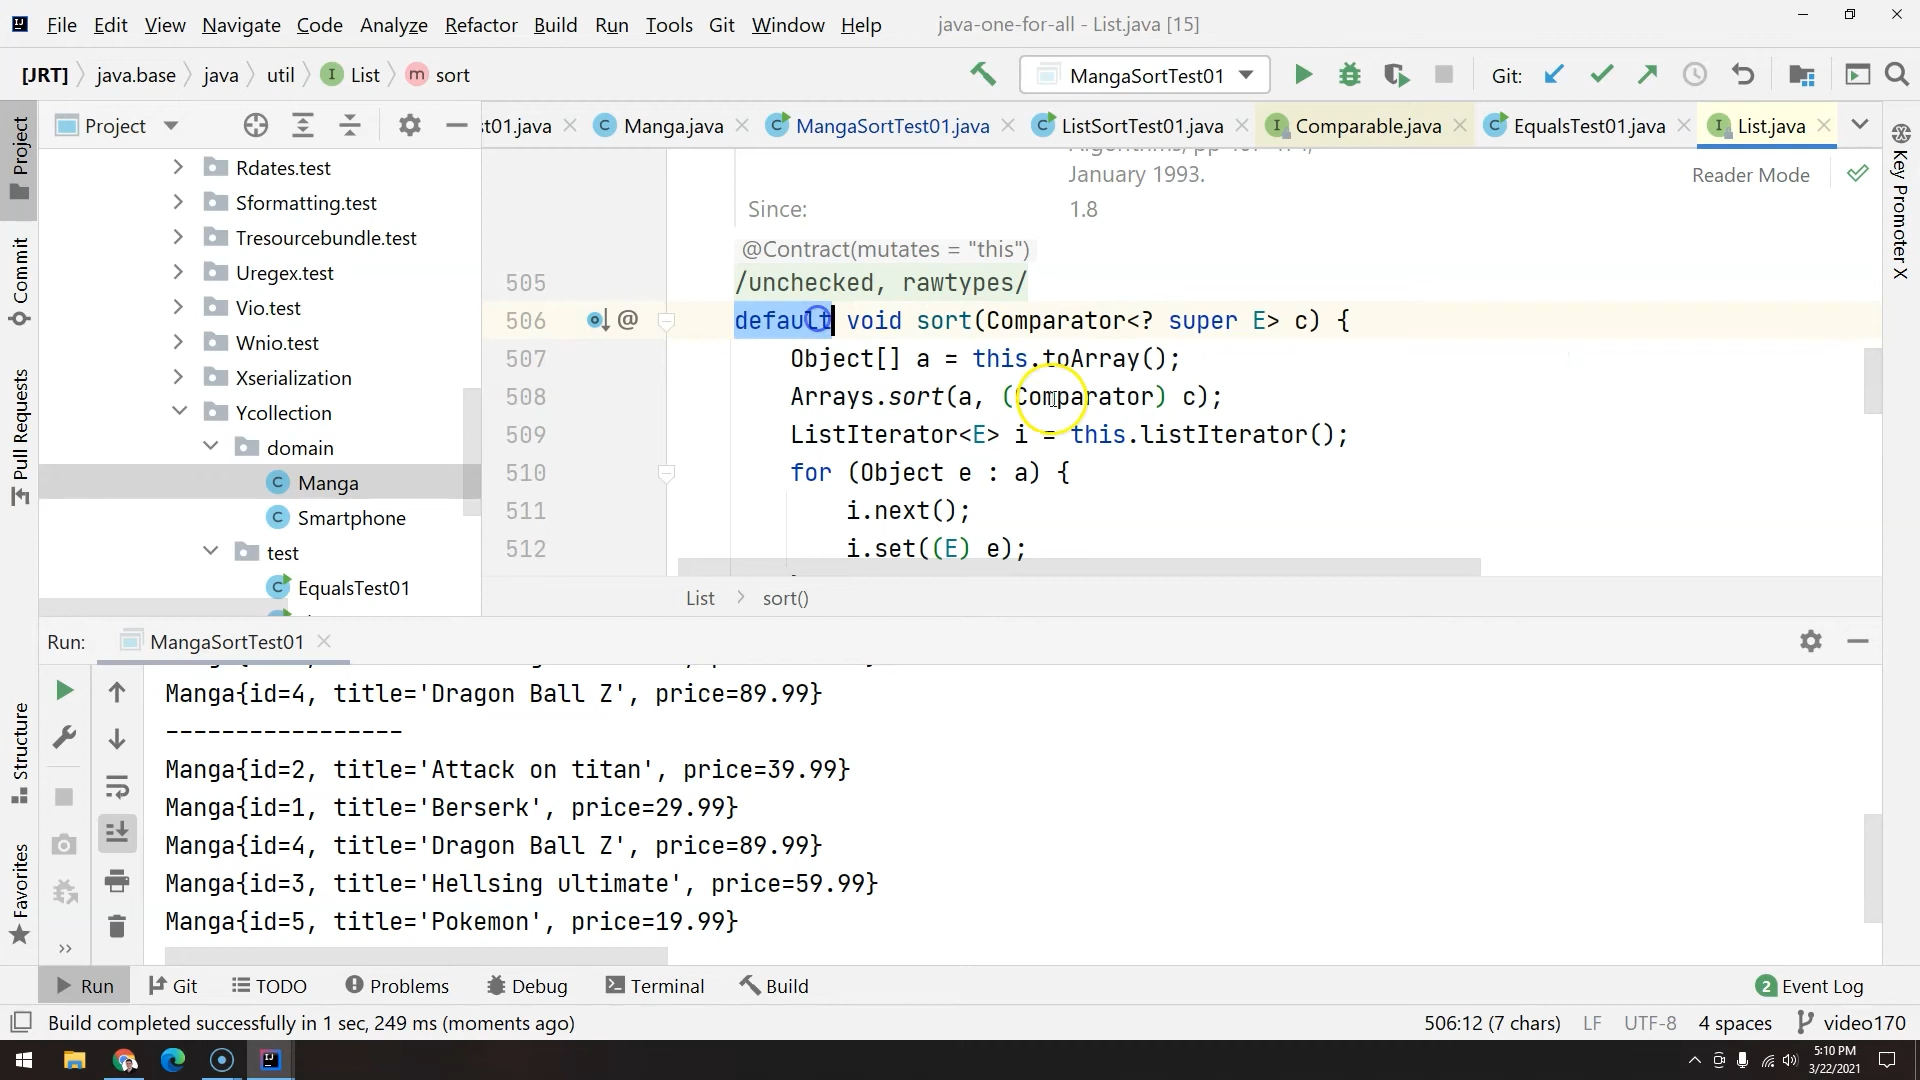 File Edit View Navigate Code Analyze Refactor Build Run Tools Git Window Help java-one-for-all - List.java [15]
[JRT] java.base java util List sort MangaSortTest01 Git:
Project t01.java Manga.java MangaSortTest01.java ListSortTest01.java Comparable.java EqualsTest01.java List.java
Project
Commit
Pull Requests
Structure
Favorites
Key Promoter X
Rdates.test
Sformatting.test
Tresourcebundle.test
Uregex.test
Vio.test
Wnio.test
Xserialization
Ycollection
domain
Manga
Smartphone
test
EqualsTest01
January 1993.
Reader Mode
Since: 1.8
@Contract(mutates = "this")
505 /unchecked, rawtypes/
506 @ default void sort(Comparator<? super E> c) {
507 Object[] a = this.toArray();
508 Arrays.sort(a, (Comparator) c);
509 ListIterator<E> i = this.listIterator();
510 for (Object e : a) {
511 i.next();
512 i.set((E) e);
List sort()
Run: MangaSortTest01
Manga{id=4, title='Dragon Ball Z', price=89.99}
-----------------
Manga{id=2, title='Attack on titan', price=39.99}
Manga{id=1, title='Berserk', price=29.99}
Manga{id=4, title='Dragon Ball Z', price=89.99}
Manga{id=3, title='Hellsing ultimate', price=59.99}
Manga{id=5, title='Pokemon', price=19.99}
Run Git TODO Problems Debug Terminal Build 2 Event Log
Build completed successfully in 1 sec, 249 ms (moments ago) 506:12 (7 chars) LF UTF-8 4 spaces video170
5:10 PM
3/22/2021